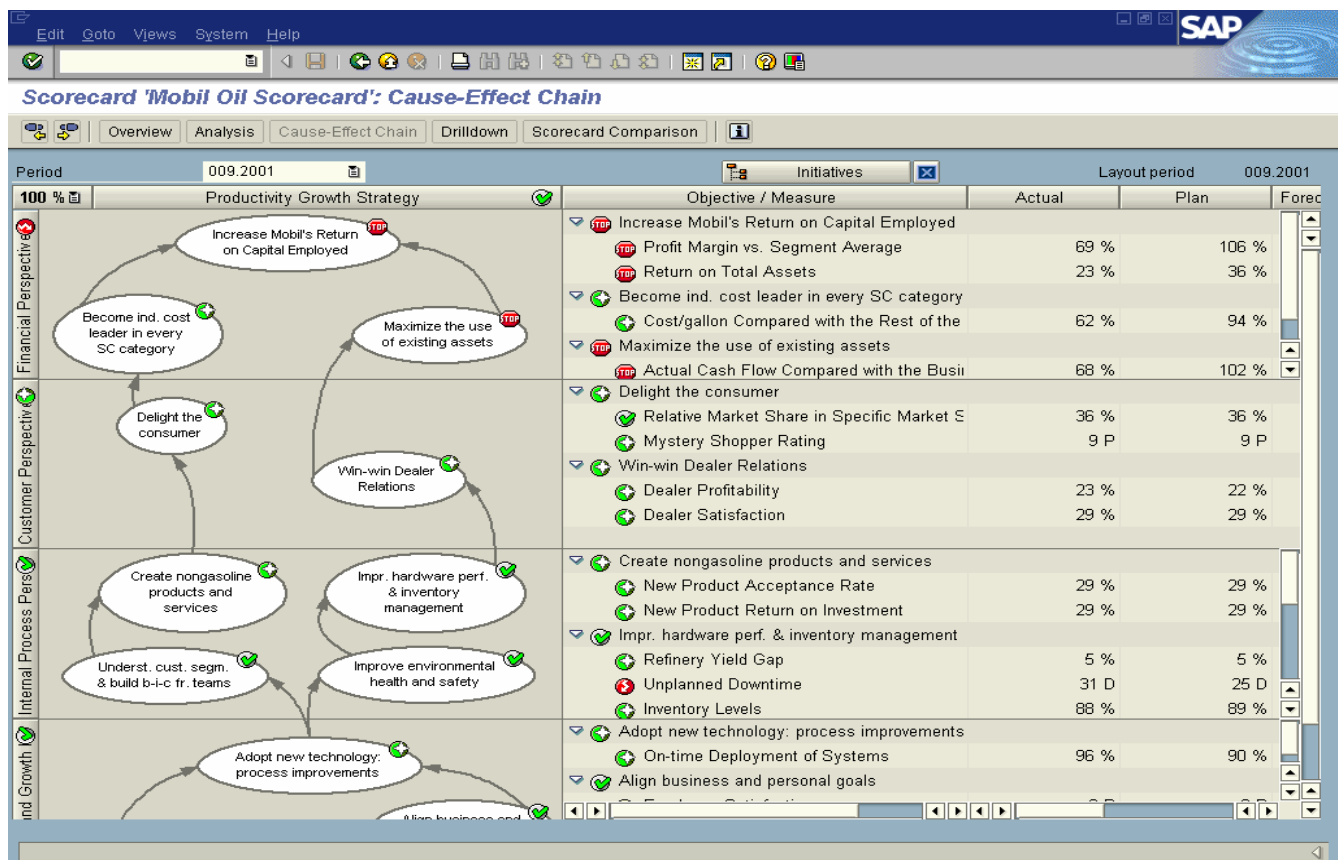 Edit Goto Views System Help
SAP
Scorecard 'Mobil Oil Scorecard': Cause-Effect Chain
Overview Analysis Cause-Effect Chain Drilldown Scorecard Comparison
Period 009.2001 Initiatives Layout period 009.2001
100 % Productivity Growth Strategy
Financial Perspective
STOP
Increase Mobil's Return
on Capital Employed
Become ind. cost
leader in every
SC category
STOP
Maximize the use
of existing assets
Customer Perspective
Delight the
consumer
Win-win Dealer
Relations
Internal Process Pers
Create nongasoline
products and
services
Impr. hardware perf.
& inventory
management
Underst. cust. segm.
& build b-i-c fr. teams
Improve environmental
health and safety
nd Growth
Adopt new technology:
process improvements
Align business and
Objective / Measure Actual Plan Forec
STOP Increase Mobil's Return on Capital Employed
STOP Profit Margin vs. Segment Average 69 % 106 %
STOP Return on Total Assets 23 % 36 %
Become ind. cost leader in every SC category
Cost/gallon Compared with the Rest of the 62 % 94 %
STOP Maximize the use of existing assets
STOP Actual Cash Flow Compared with the Busi 68 % 102 %
Delight the consumer
Relative Market Share in Specific Market S 36 % 36 %
Mystery Shopper Rating 9 P 9 P
Win-win Dealer Relations
Dealer Profitability 23 % 22 %
Dealer Satisfaction 29 % 29 %
Create nongasoline products and services
New Product Acceptance Rate 29 % 29 %
New Product Return on Investment 29 % 29 %
Impr. hardware perf. & inventory management
Refinery Yield Gap 5 % 5 %
Unplanned Downtime 31 D 25 D
Inventory Levels 88 % 89 %
Adopt new technology: process improvements
On-time Deployment of Systems 96 % 90 %
Align business and personal goals